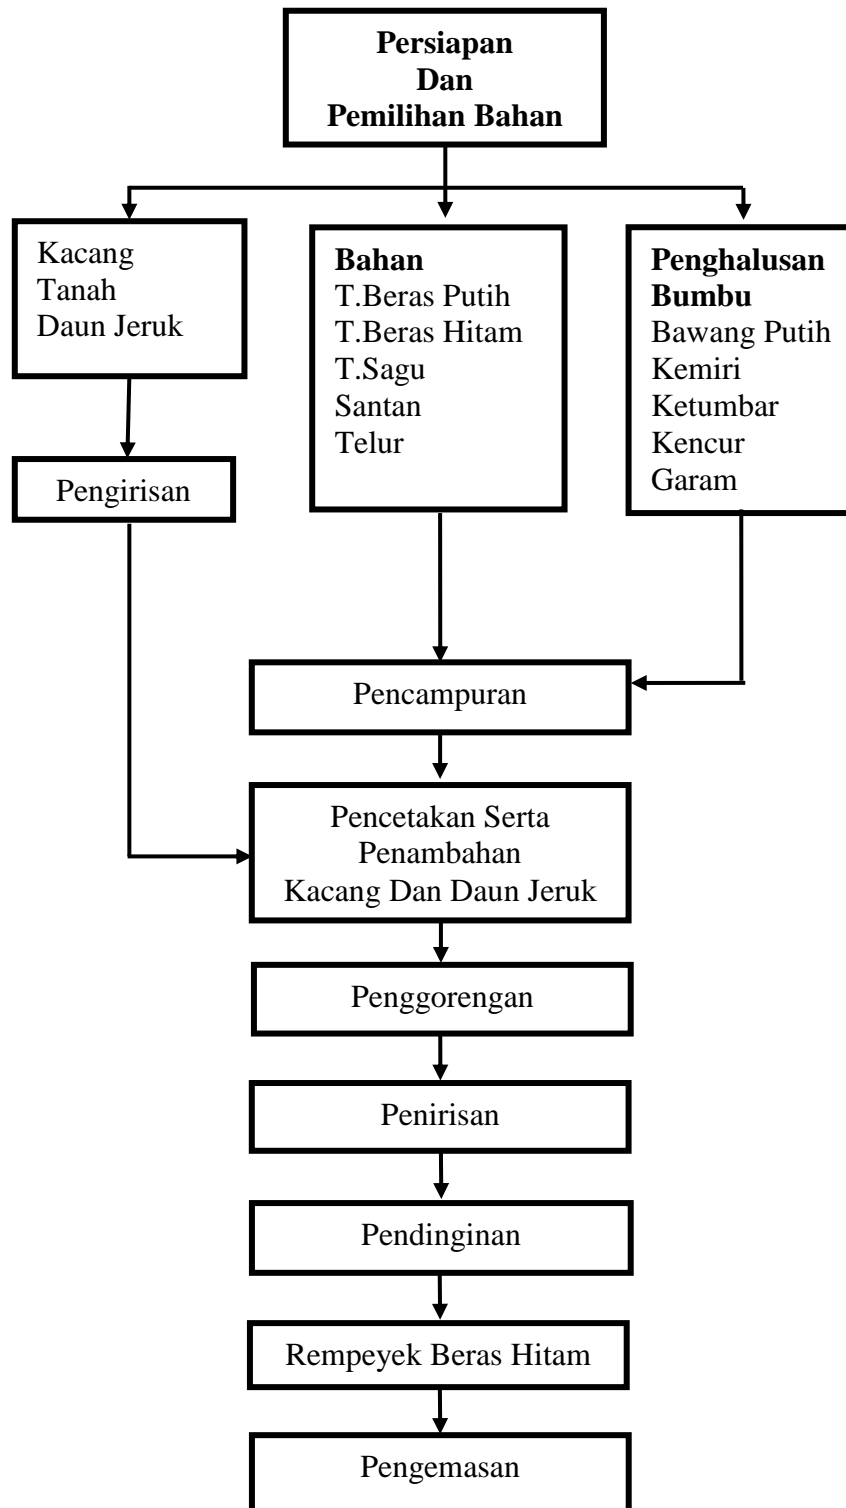 Persiapan
Dan
Pemilihan Bahan
Kacang
Tanah
Daun Jeruk
Bahan
T.Beras Putih
T.Beras Hitam
T.Sagu
Santan
Telur
Penghalusan
Bumbu
Bawang Putih
Kemiri
Ketumbar
Kencur
Garam
Pengirisan
Pencampuran
Pencetakan Serta
Penambahan
Kacang Dan Daun Jeruk
Penggorengan
Penirisan
Pendinginan
Rempeyek Beras Hitam
Pengemasan